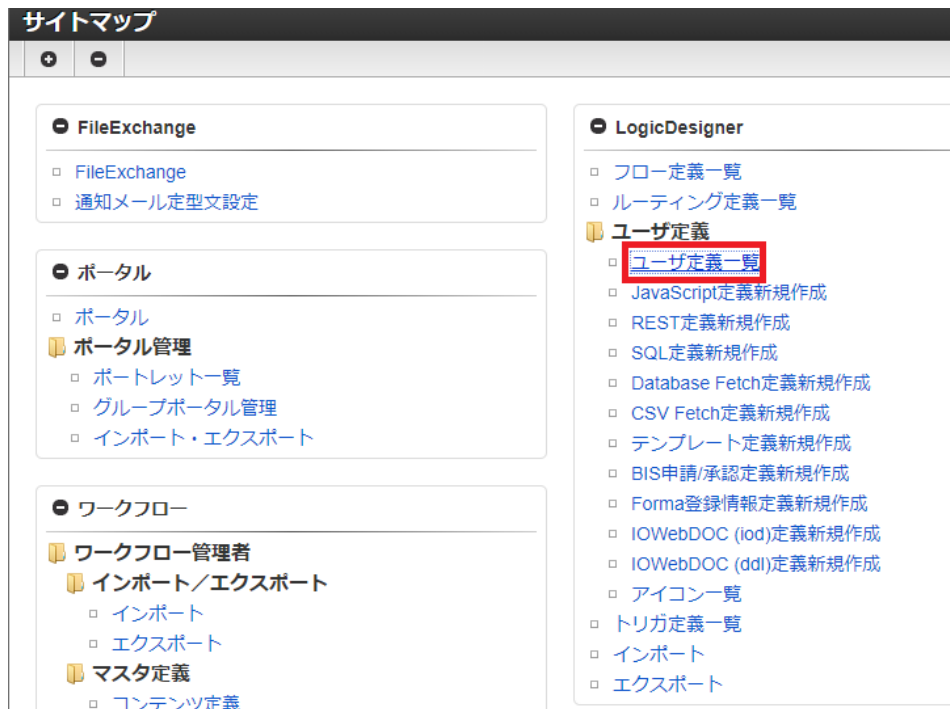 サイトマップ
FileExchange
FileExchange
通知メール定型文設定
ポータル
ポータル
ポータル管理
ポートレット一覧
グループポータル管理
インポート・エクスポート
ワークフロー
ワークフロー管理者
インポート／エクスポート
インポート
エクスポート
マスタ定義
コンテンツ定義
LogicDesigner
フロー定義一覧
ルーティング定義一覧
ユーザ定義
ユーザ定義一覧
JavaScript定義新規作成
REST定義新規作成
SQL定義新規作成
Database Fetch定義新規作成
CSV Fetch定義新規作成
テンプレート定義新規作成
BIS申請/承認定義新規作成
Forma登録情報定義新規作成
IOWebDOC (iod)定義新規作成
IOWebDOC (ddl)定義新規作成
アイコン一覧
トリガ定義一覧
インポート
エクスポート